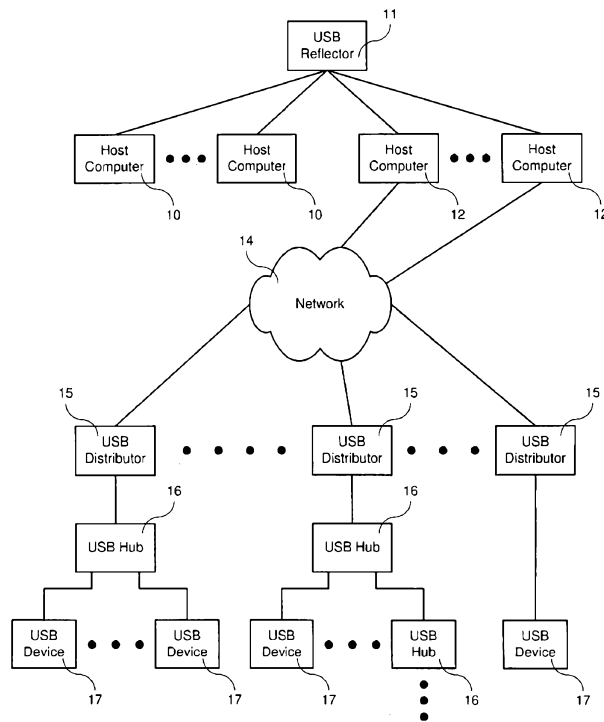 11
USB
Reflector
Host
Computer
Host
Computer
Host
Computer
Host
Computer
10
10
12
12
14
Network
15
15
15
USB
Distributor
USB
Distributor
USB
Distributor
16
16
USB Hub
USB Hub
USB
Device
USB
Device
USB
Device
USB
Hub
USB Device
17
17
17
16
17